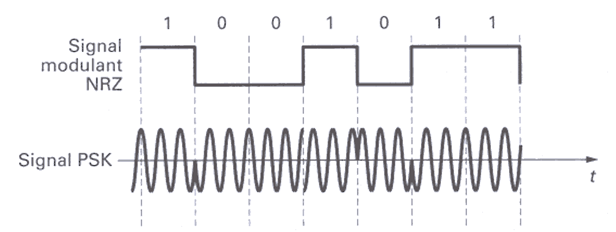 1 0 0 1 0 1 1
Signal
modulant
NRZ
Signal PSK
t